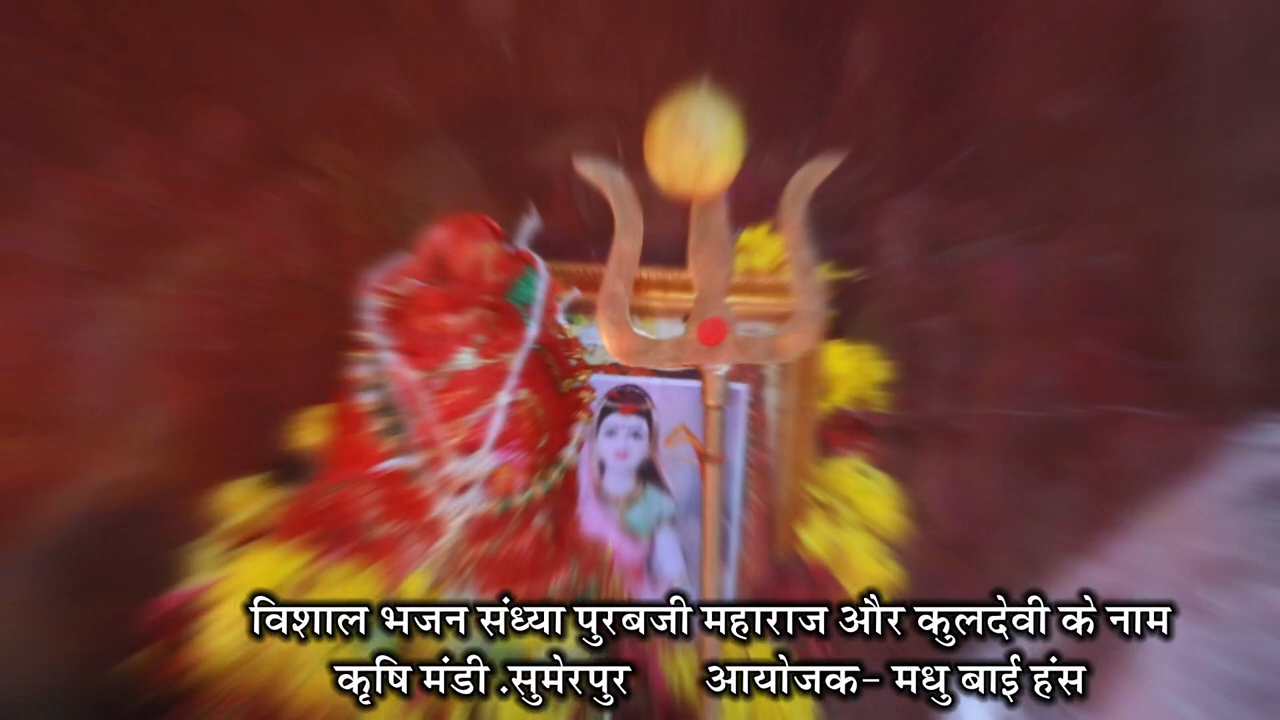 विशाल भजन संध्या पुरबजी महाराज और कुलदेवी के नाम
कृषि मंडी .सुमेरपुर आयोजक- मधु बाई हंस